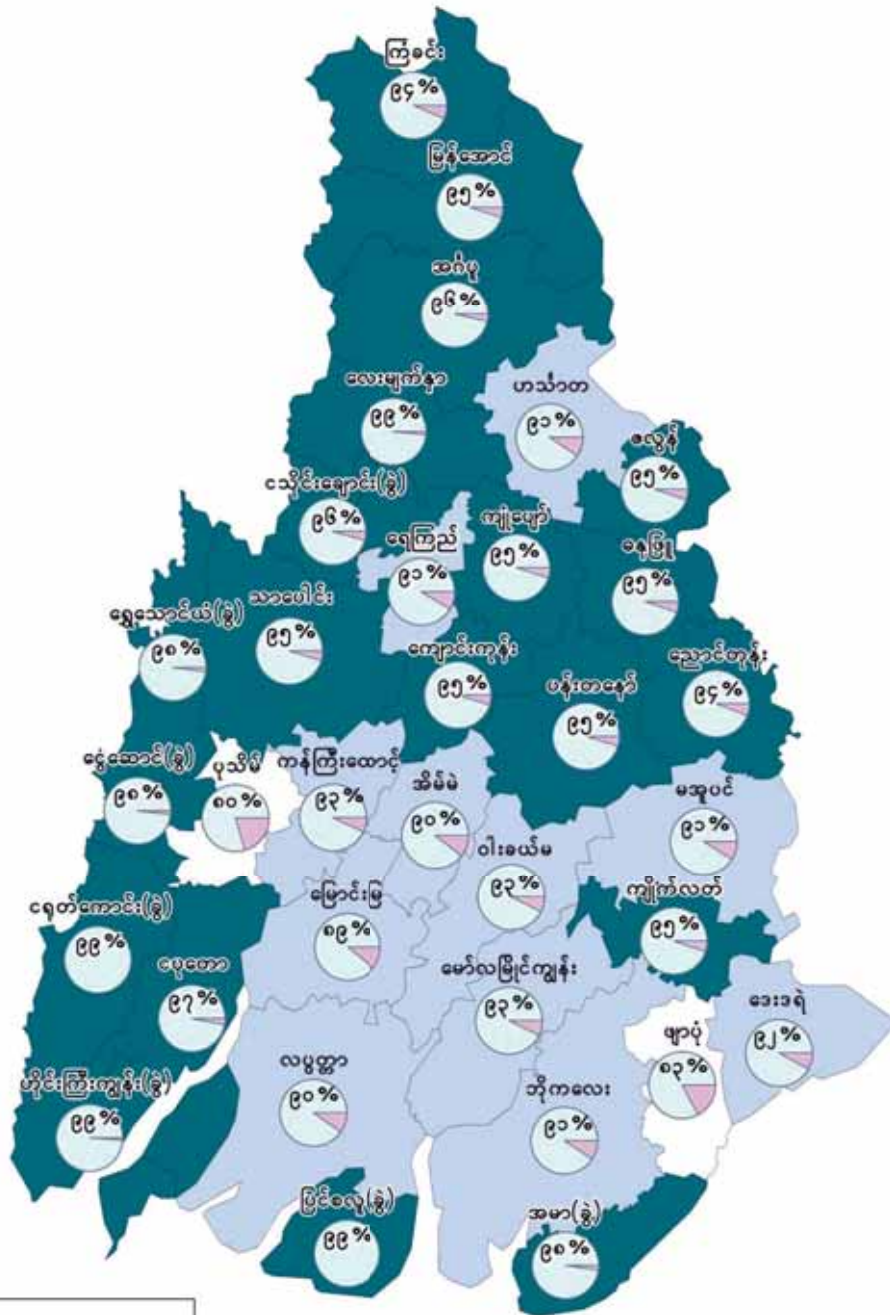 ကြံခင်း
၉၄%
မြန်အောင်
၉၅%
အင်္ဂပူ
၉၆%
လေးမျက်နှာ
၉၉%
ဟင်္သာတ
၉၁%
ဇလွန်
၉၅%
ငသိုင်းချောင်း(ခွဲ)
၉၆%
ရေကြည်
၉၁%
ကျုံပျော်
၉၅%
ဓနုဖြူ
၉၅%
ရွှေသောင်ယံ(ခွဲ)
၉၈%
သာပေါင်း
၉၅%
ကျောင်းကုန်း
၉၅%
ပန်းတနော်
၉၅%
ညောင်တုန်း
၉၄%
ငွေဆောင်(ခွဲ)
၉၈%
ပုသိမ်
၈၀%
ကန်ကြီးထောင့်
၉၃%
အိမ်မဲ
၉၀%
မအူပင်
၉၁%
ဝါးခယ်မ
၉၃%
ကျိုက်လတ်
၉၅%
ငရုတ်ကောင်း(ခွဲ)
၉၉%
မြောင်းမြ
၈၉%
ငပုတော
၉၇%
မော်လမြိုင်ကျွန်း
၉၃%
ဖျာပုံ
၈၃%
ဒေးဒရဲ
၉၂%
ဟိုင်းကြီးကျွန်း(ခွဲ)
၉၉%
လပွတ္တာ
၉၀%
ဘိုကလေး
၉၁%
ပြင်စလူ(ခွဲ)
၉၉%
အမာ(ခွဲ)
၉၈%